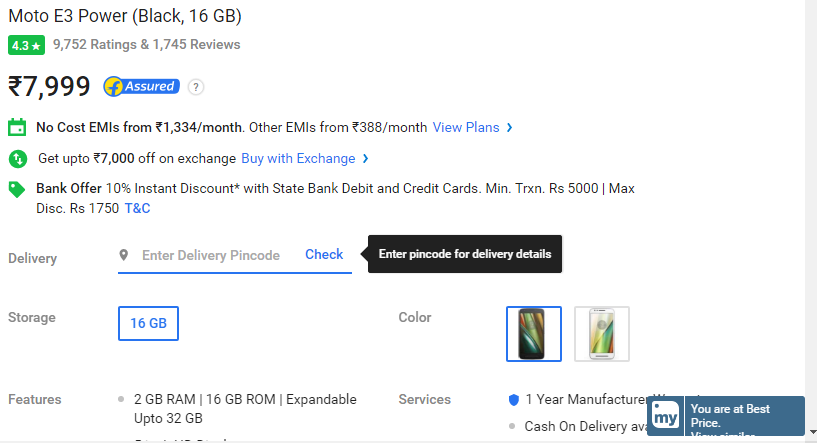 Moto E3 Power (Black, 16 GB)
4.3 ★ 9,752 Ratings & 1,745 Reviews
₹7,999 f Assured ?
No Cost EMIs from ₹1,334/month. Other EMIs from ₹388/month View Plans
Get upto ₹7,000 off on exchange Buy with Exchange
Bank Offer 10% Instant Discount* with State Bank Debit and Credit Cards. Min. Trxn. Rs 5000 | Max
Disc. Rs 1750 T&C
Delivery Enter Delivery Pincode Check Enter pincode for delivery details
Storage 16 GB Color
Features 2 GB RAM | 16 GB ROM | Expandable
Upto 32 GB
Services 1 Year Manufacturer
Cash On Delivery
my You are at Best
Price.
View similar